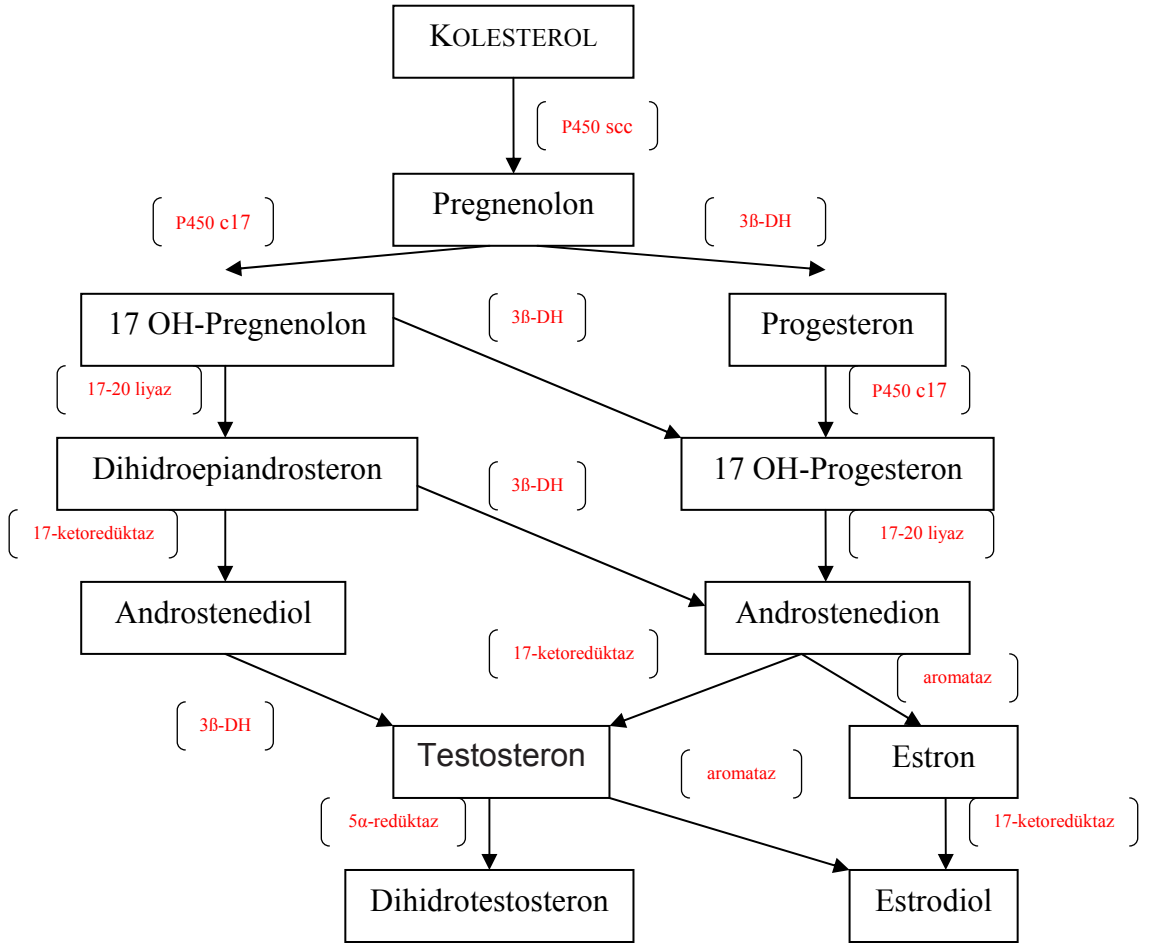 KOLESTEROL
P450 scc
Pregnenolon
P450 c17
3ß-DH
17 OH-Pregnenolon
3ß-DH
Progesteron
17-20 liyaz
P450 c17
Dihidroepiandrosteron
3ß-DH
17 OH-Progesteron
17-ketoredüktaz
17-20 liyaz
Androstenediol
Androstenedion
17-ketoredüktaz
aromataz
3ß-DH
Testosteron
aromataz
Estron
5α-redüktaz
17-ketoredüktaz
Dihidrotestosteron
Estrodiol